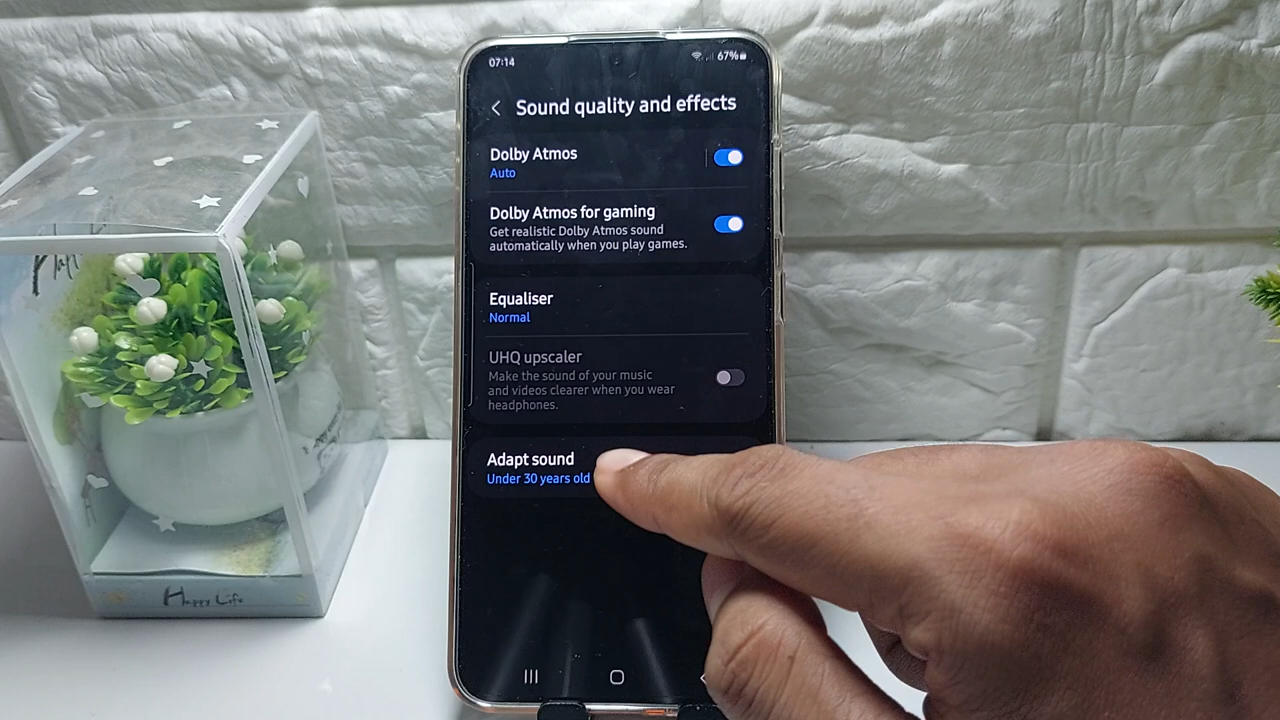 07:14
67%
Sound quality and effects
Dolby Atmos
Auto
Dolby Atmos for gaming
Get realistic Dolby Atmos sound
automatically when you play games.
Equaliser
Normal
UHQ upscaler
Make the sound of your music
and videos clearer when you wear
headphones.
Adapt sound
Under 30 years old
Happy Life